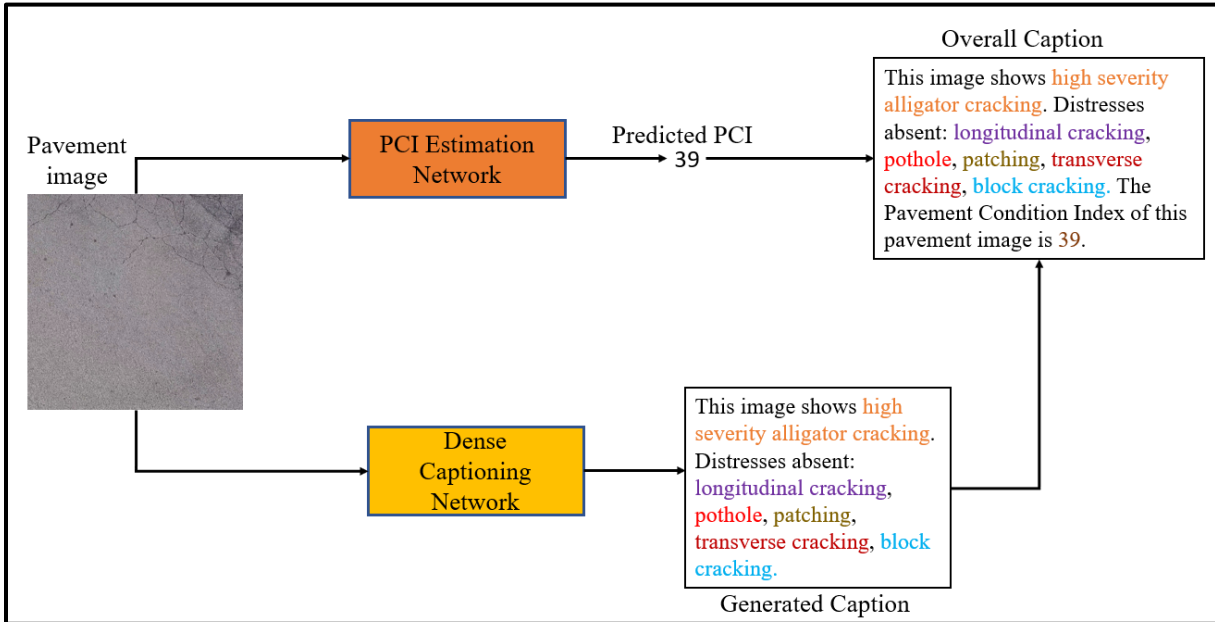 Pavement
image
PCI Estimation
Network
Predicted PCI
39
Overall Caption
This image shows high severity
alligator cracking. Distresses
absent: longitudinal cracking,
pothole, patching, transverse
cracking, block cracking. The
Pavement Condition Index of this
pavement image is 39.
Dense
Captioning
Network
This image shows high
severity alligator cracking.
Distresses absent:
longitudinal cracking,
pothole, patching,
transverse cracking, block
cracking.
Generated Caption